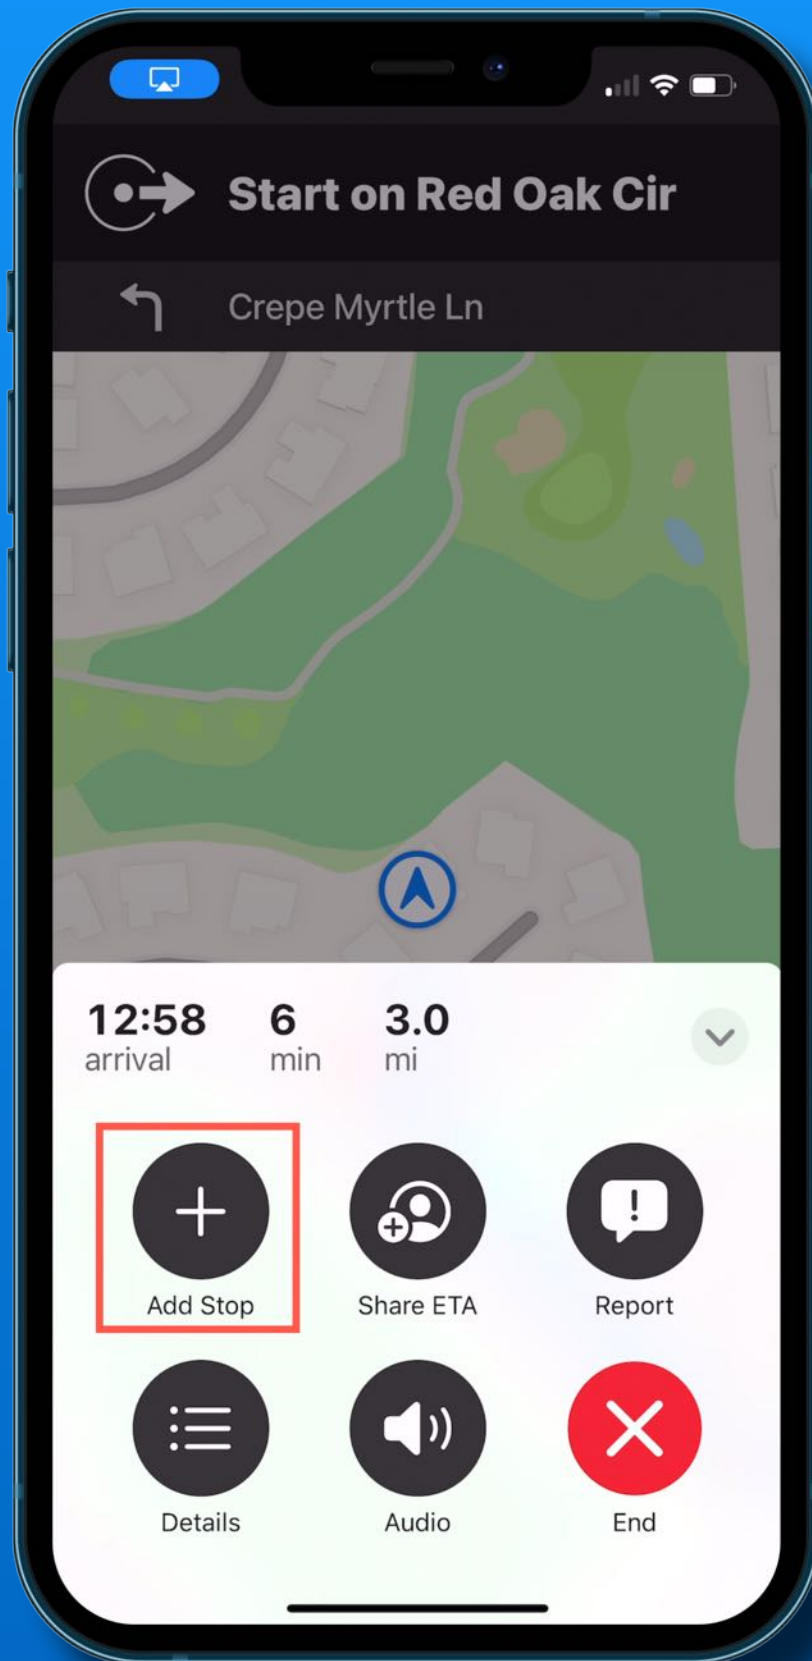 Start on Red Oak Cir
Crepe Myrtle Ln
12:58 6 3.0
arrival min mi
Add Stop Share ETA Report
Details Audio End